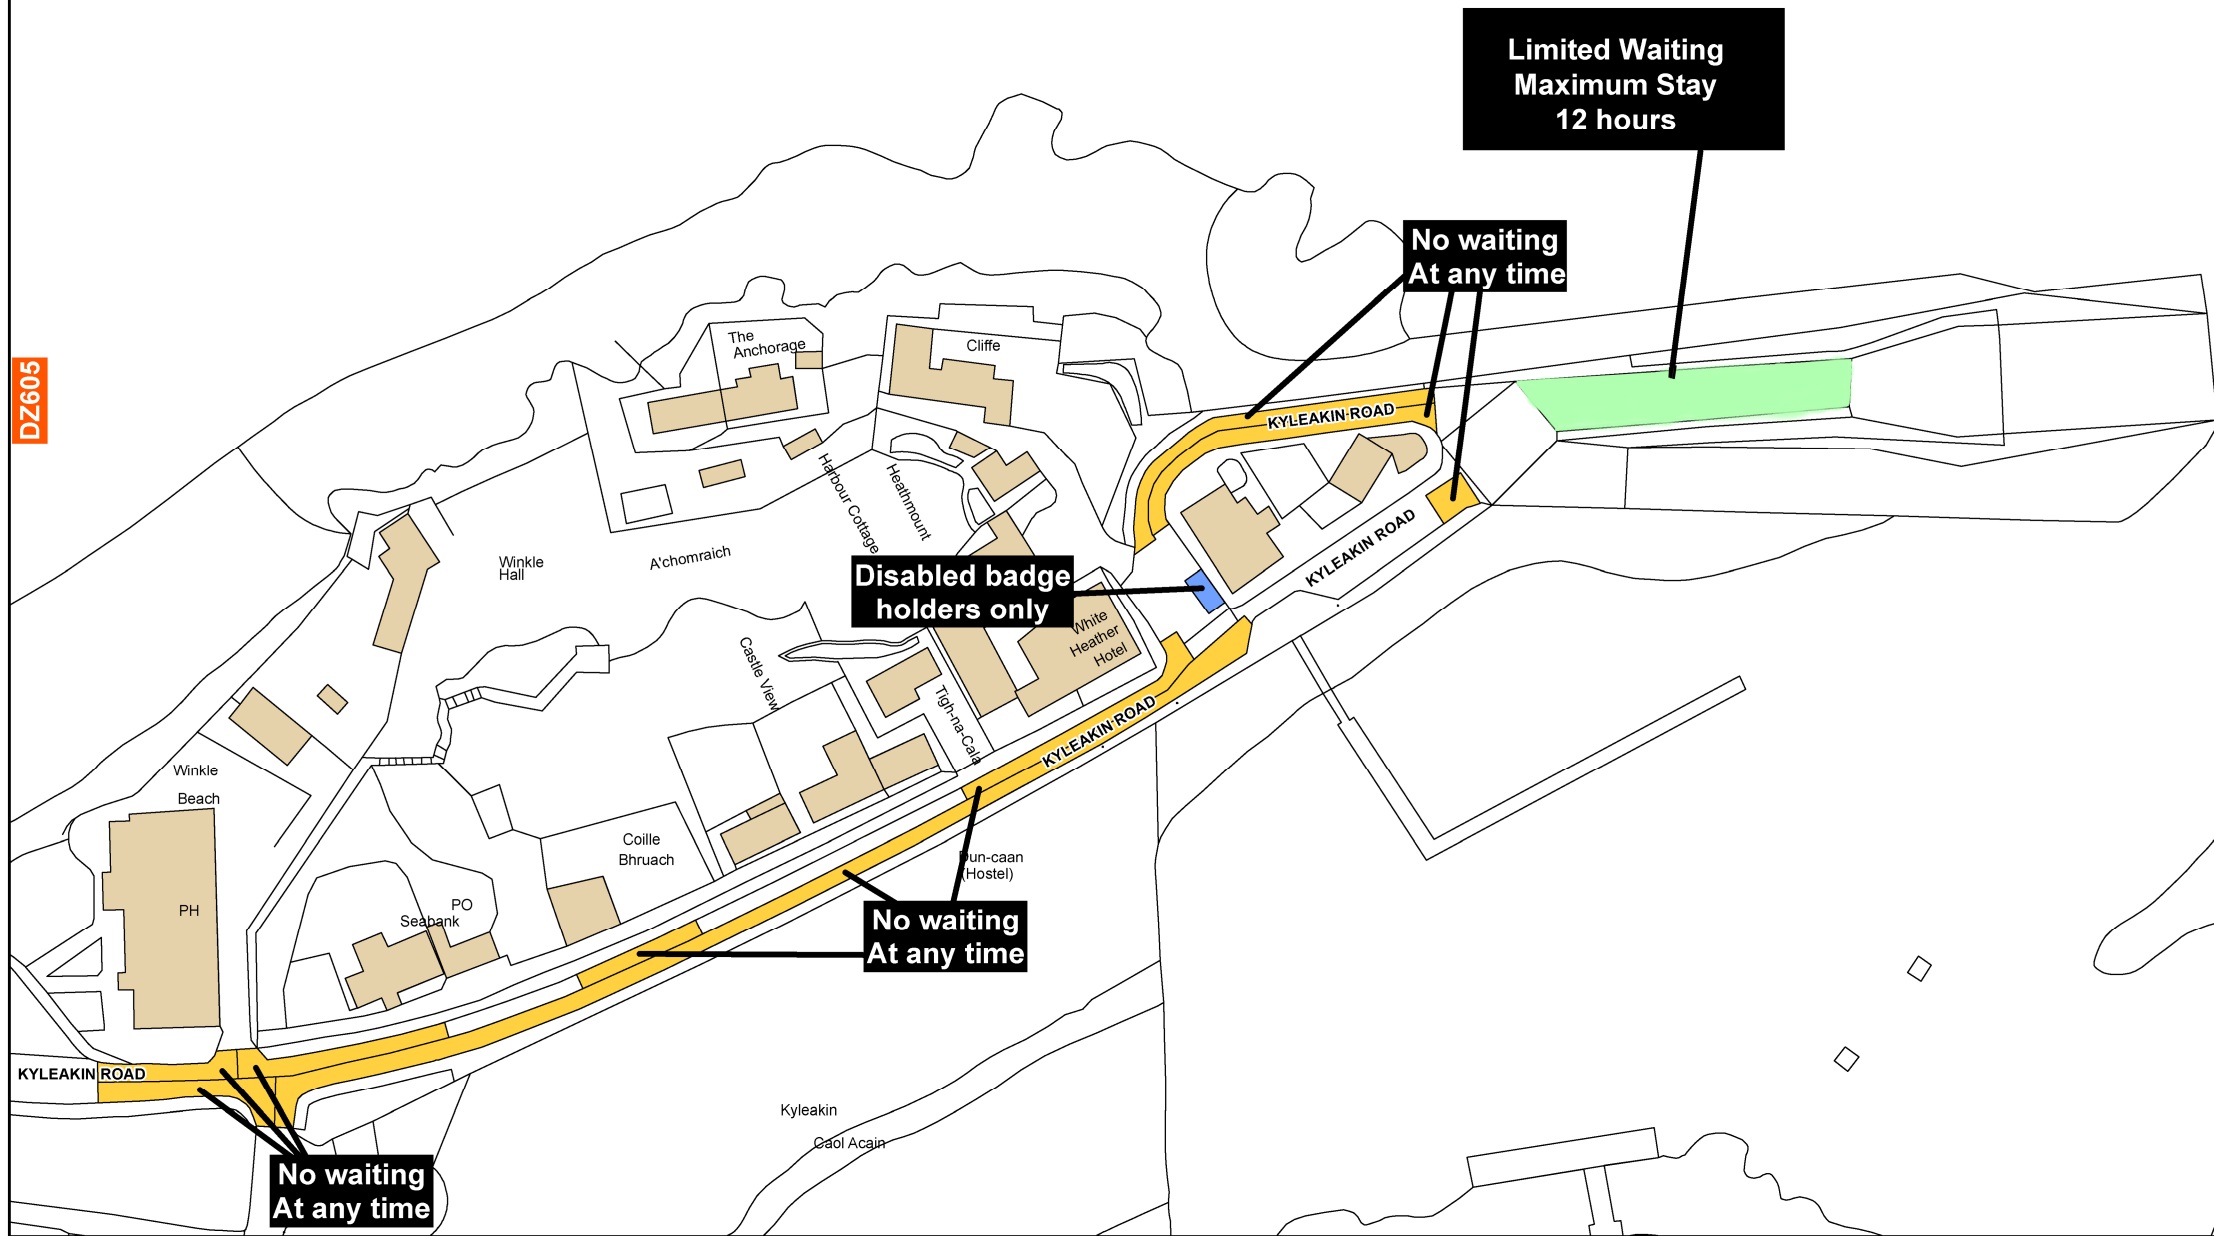 Limited Waiting
Maximum Stay
12 hours
No waiting
At any time
The
Anchorage
Cliffe
DZ605
KYLEAKIN ROAD
Harbour Cottage
Heathmount
Winkle
Hall
A'chomraich
KYLEAKIN ROAD
Disabled badge
holders only
White
Heather
Hotel
Castle View
Tigh-na-Cala
KYLEAKIN ROAD
Winkle
Beach
Coille
Bhruach
Dun-caan
(Hostel)
PH
PO
Seabank
No waiting
At any time
KYLEAKIN ROAD
Kyleakin
Caol Acain
No waiting
At any time